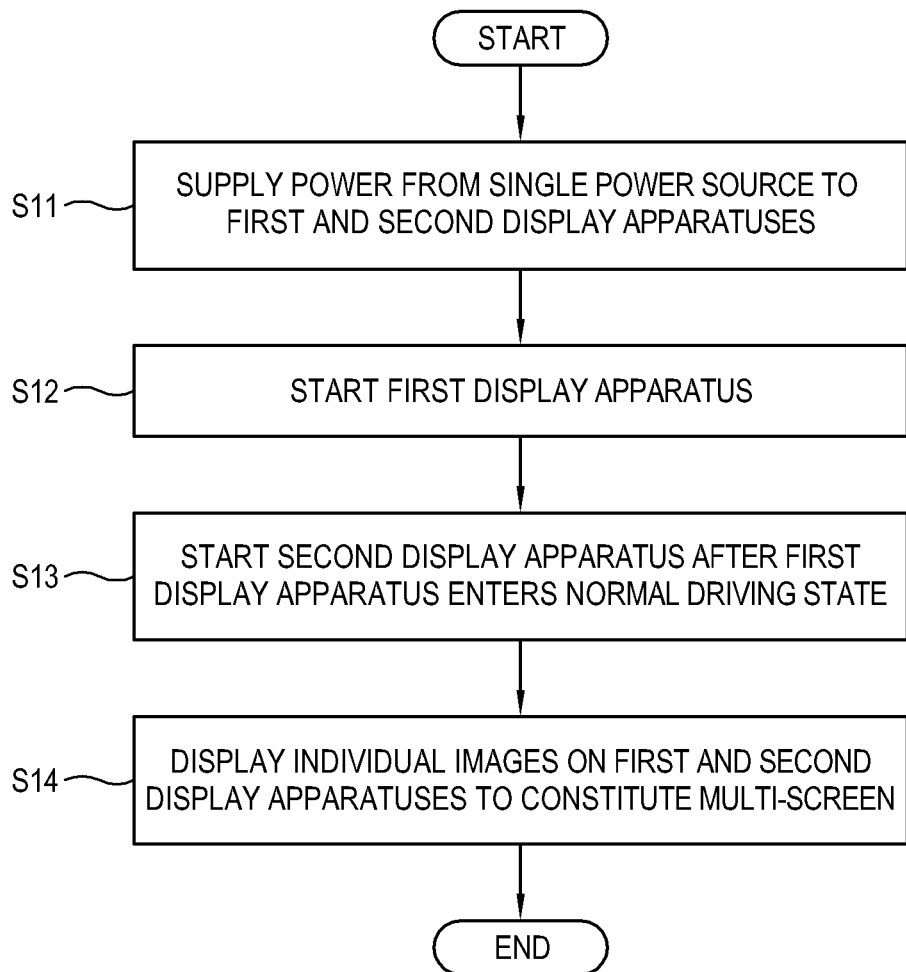 START
S11
SUPPLY POWER FROM SINGLE POWER SOURCE TO
FIRST AND SECOND DISPLAY APPARATUSES
S12
START FIRST DISPLAY APPARATUS
S13
START SECOND DISPLAY APPARATUS AFTER FIRST
DISPLAY APPARATUS ENTERS NORMAL DRIVING STATE
S14
DISPLAY INDIVIDUAL IMAGES ON FIRST AND SECOND
DISPLAY APPARATUSES TO CONSTITUTE MULTI-SCREEN
END